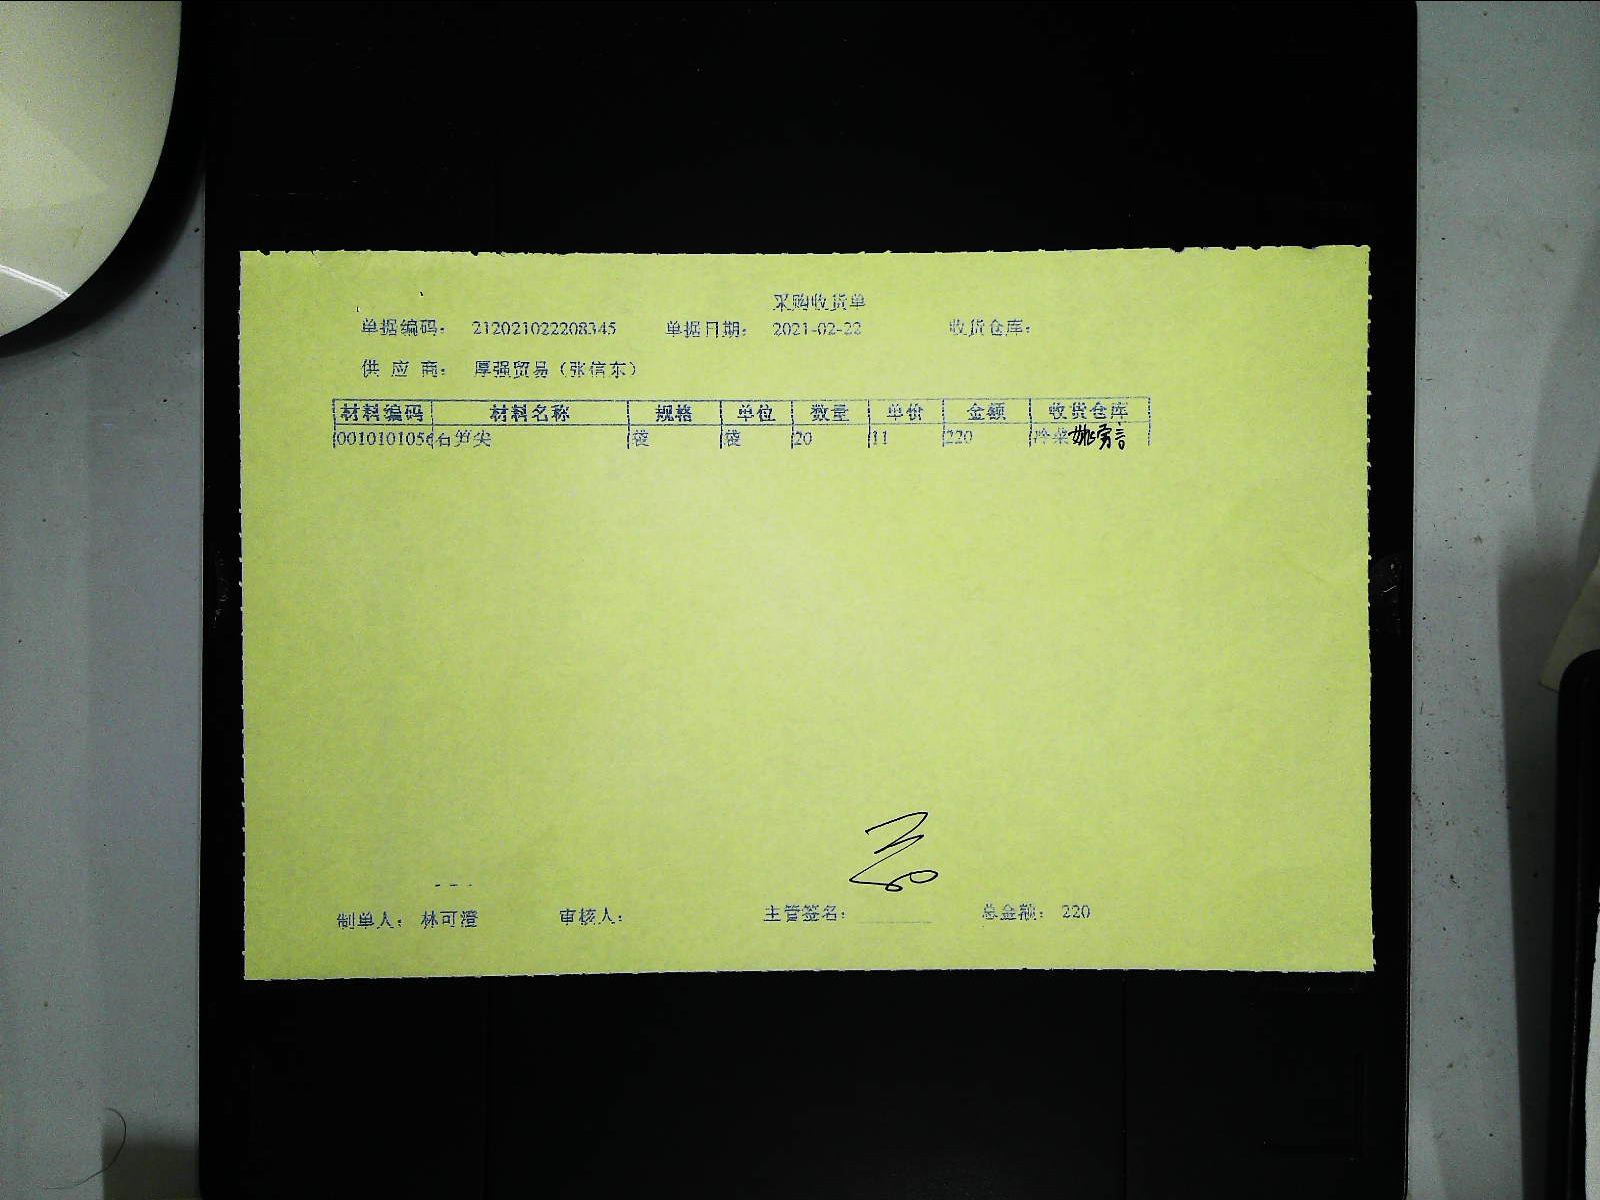 采购收货单
单据编码： 212021022208345 单据日期： 2021-02-22 收货仓库：
供 应 商： 厚强贸易（张信东）
材料编码 材料名称 规格 单位 数量 单价 金额 收货仓库
001010105 石笋尖 袋 袋 20 11 220 冷菜
制单人： 林可澄 审核人： 主管签名： 总金额： 220